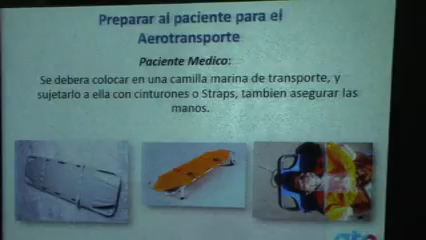 Preparar al paciente para el
Aerotransporte
Paciente Medico:
Se debera colocar en una camilla marina de transporte, y
sujetarlo a ella con cinturones o Straps, tambien asegurar las
manos.